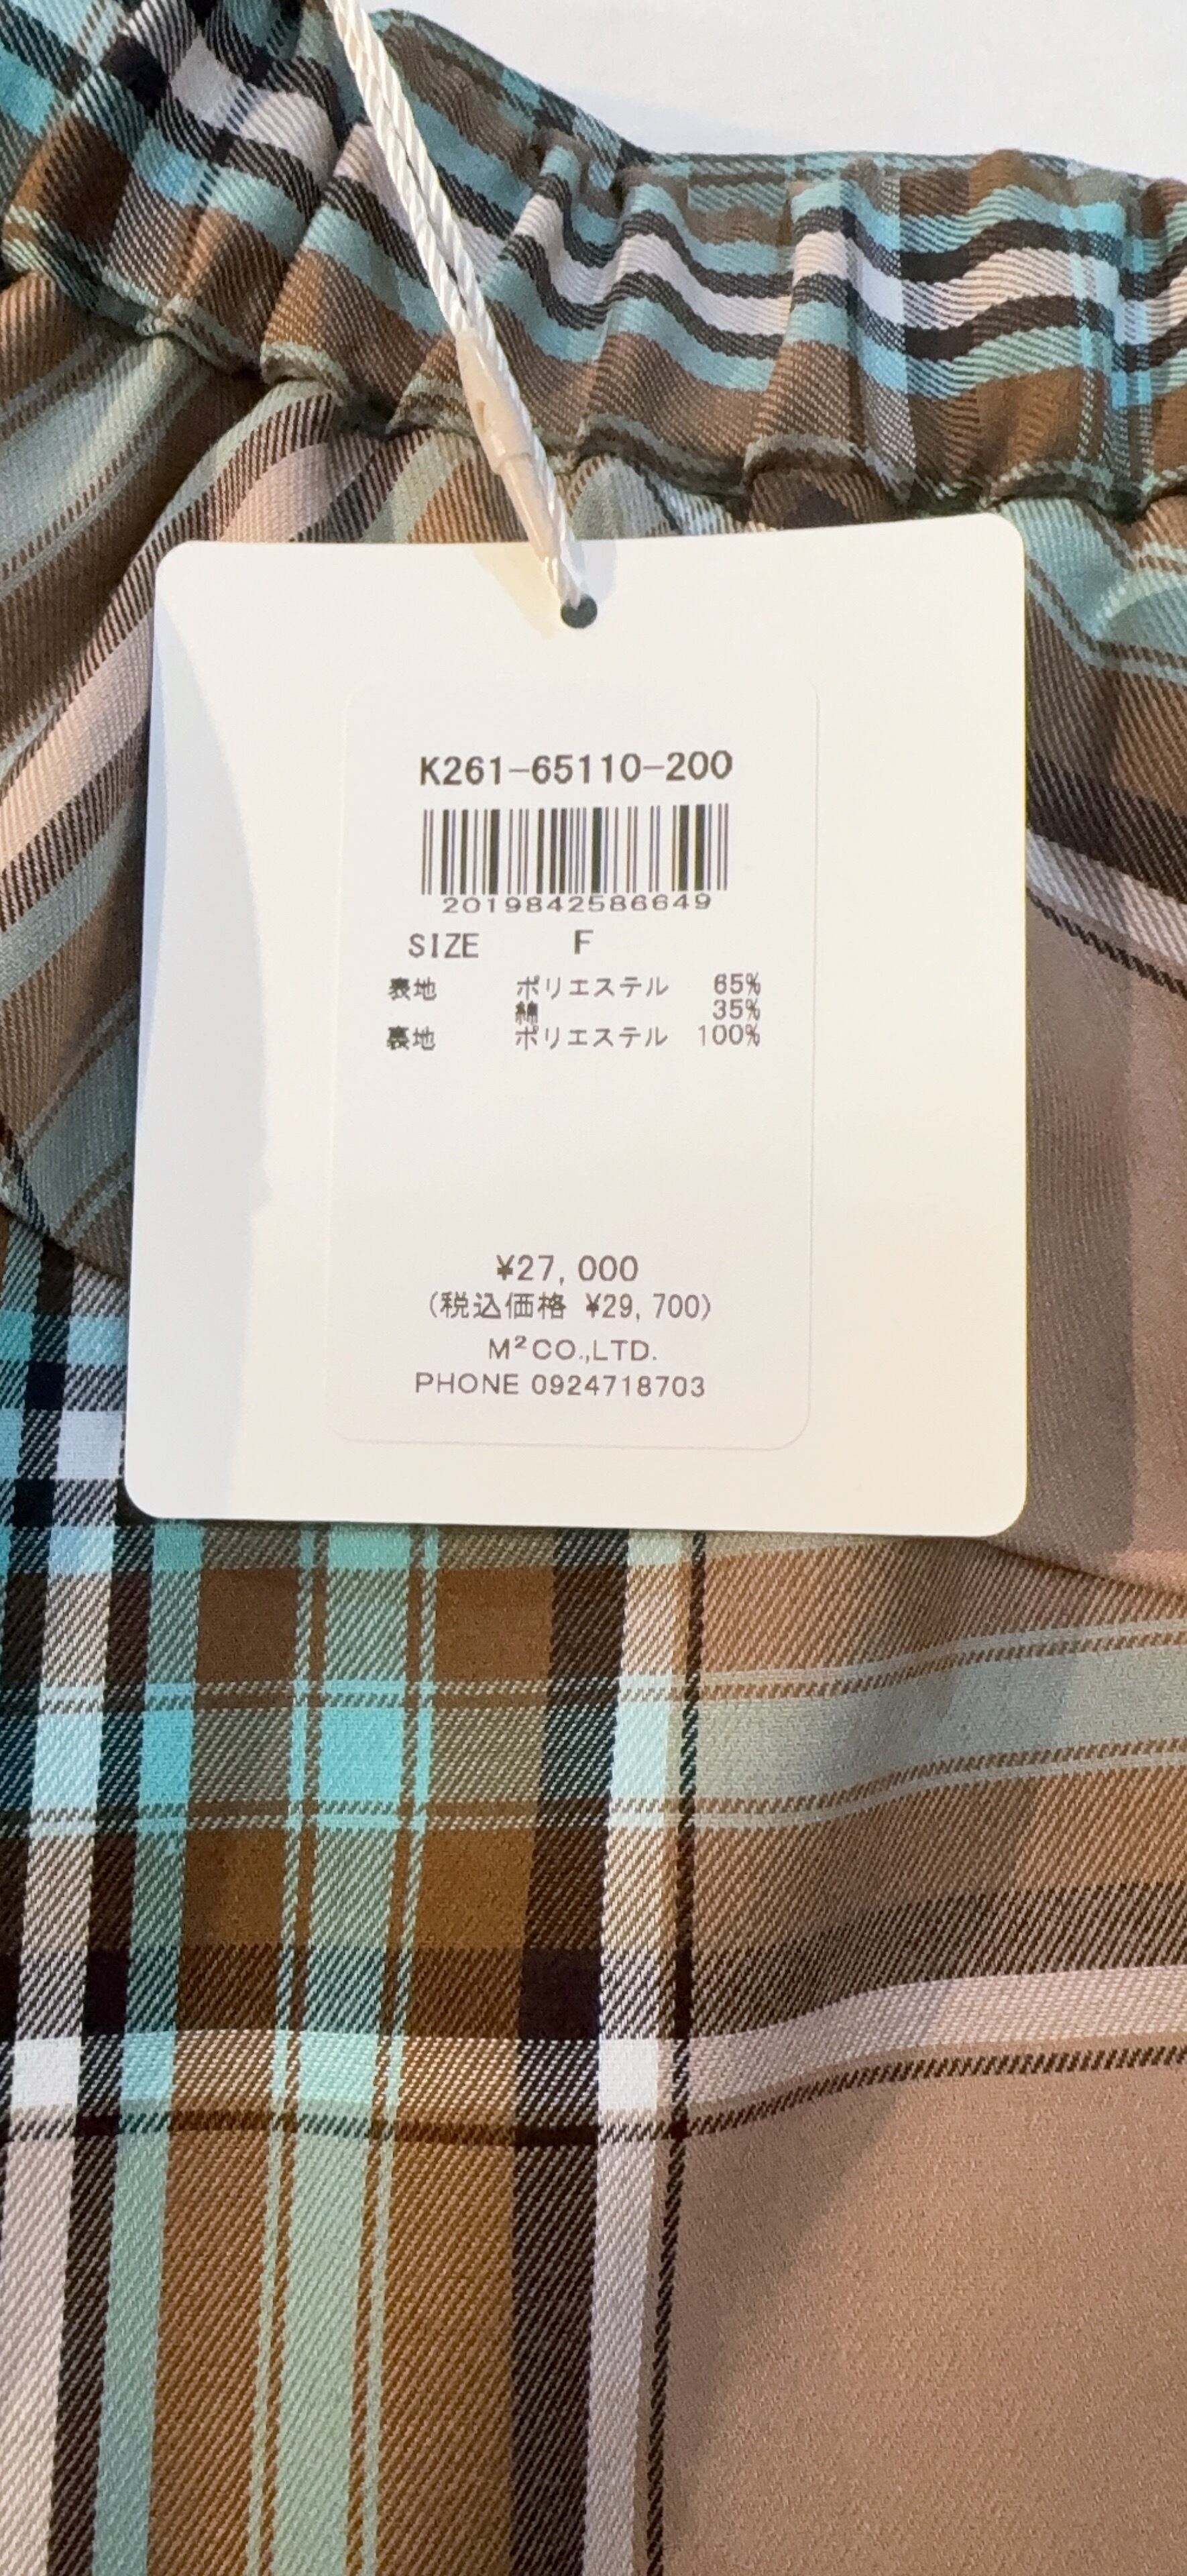 K261-65110-200
2019842586649
SIZE F
表地 ポリエステル 65%
綿 35%
裏地 ポリエステル 100%
¥27,000
(税込価格 ¥29,700)
M²CO.,LTD.
PHONE 0924718703